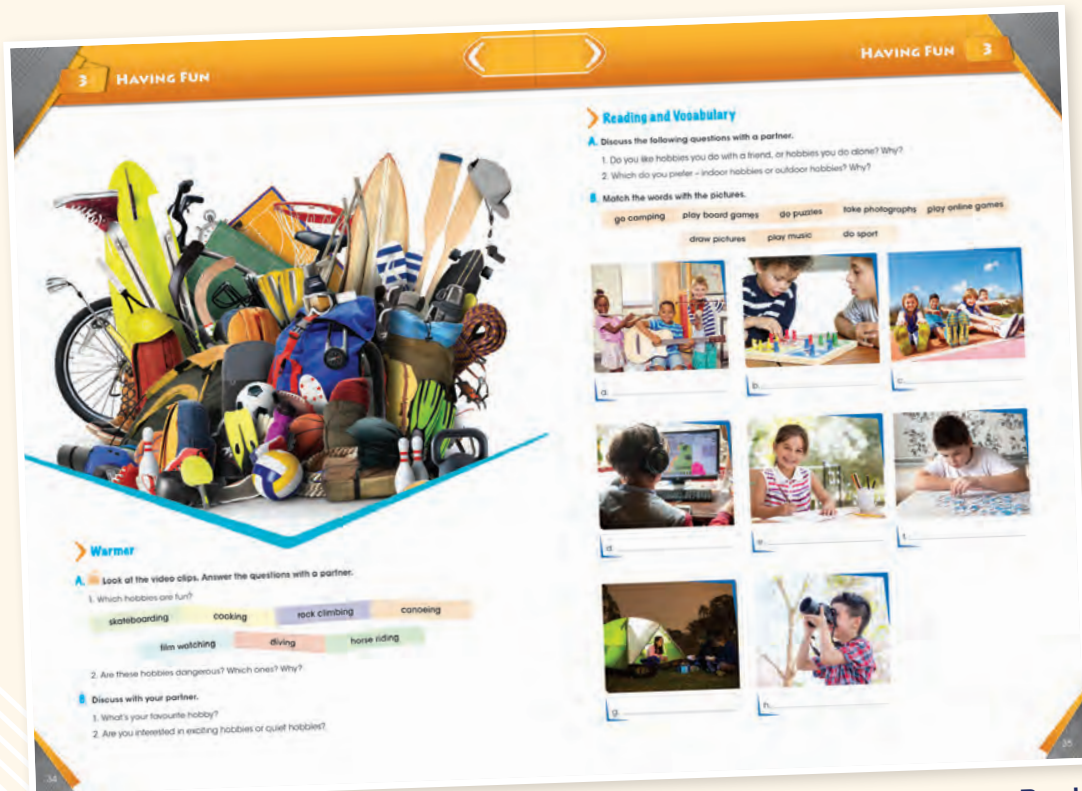 3 HAVING FUN
Warmer
A. Look at the video clips. Answer the questions with a partner.
1. Which hobbies are fun?
skateboarding cooking rock climbing canoeing
film watching diving horse riding
2. Are these hobbies dangerous? Which ones? Why?
B. Discuss with your partner.
1. What's your favourite hobby?
2. Are you interested in exciting hobbies or quiet hobbies?
34
HAVING FUN 3
Reading and Vocabulary
A. Discuss the following questions with a partner.
1. Do you like hobbies you do with a friend, or hobbies you do alone? Why?
2. Which do you prefer – indoor hobbies or outdoor hobbies? Why?
B. Match the words with the pictures.
go camping play board games do puzzles take photographs play online games
draw pictures play music do sport
a.
b.
c.
d.
e.
f.
g.
h.
35